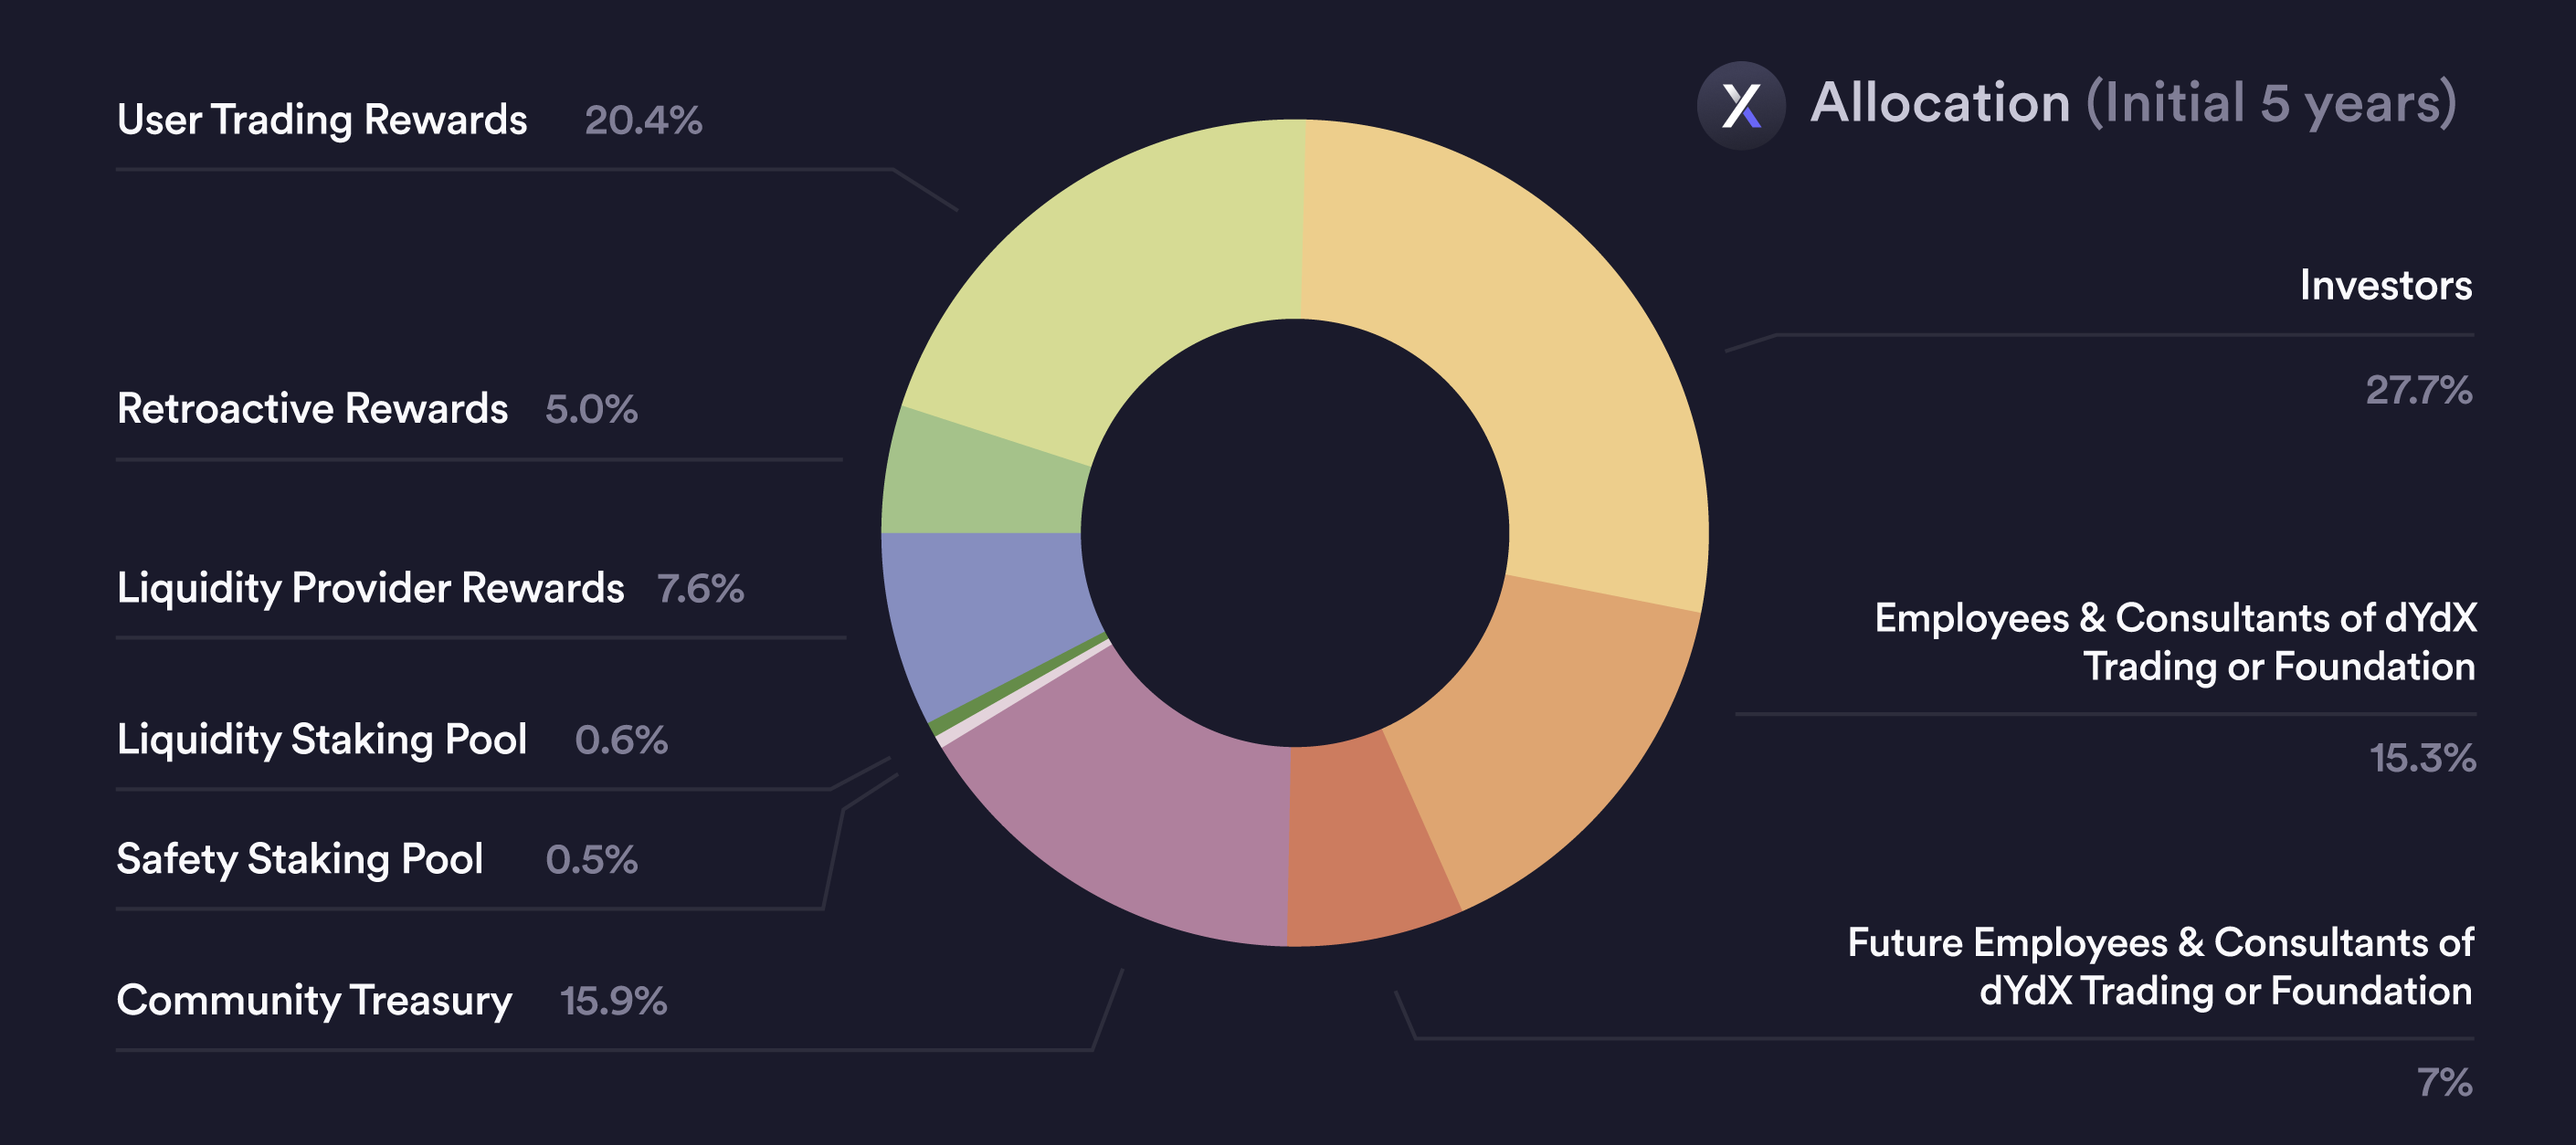 Allocation (Initial 5 years)
User Trading Rewards 20.4%
Retroactive Rewards 5.0%
Liquidity Provider Rewards 7.6%
Liquidity Staking Pool 0.6%
Safety Staking Pool 0.5%
Community Treasury 15.9%
Investors
27.7%
Employees & Consultants of dYdX
Trading or Foundation
15.3%
Future Employees & Consultants of
dYdX Trading or Foundation
7%